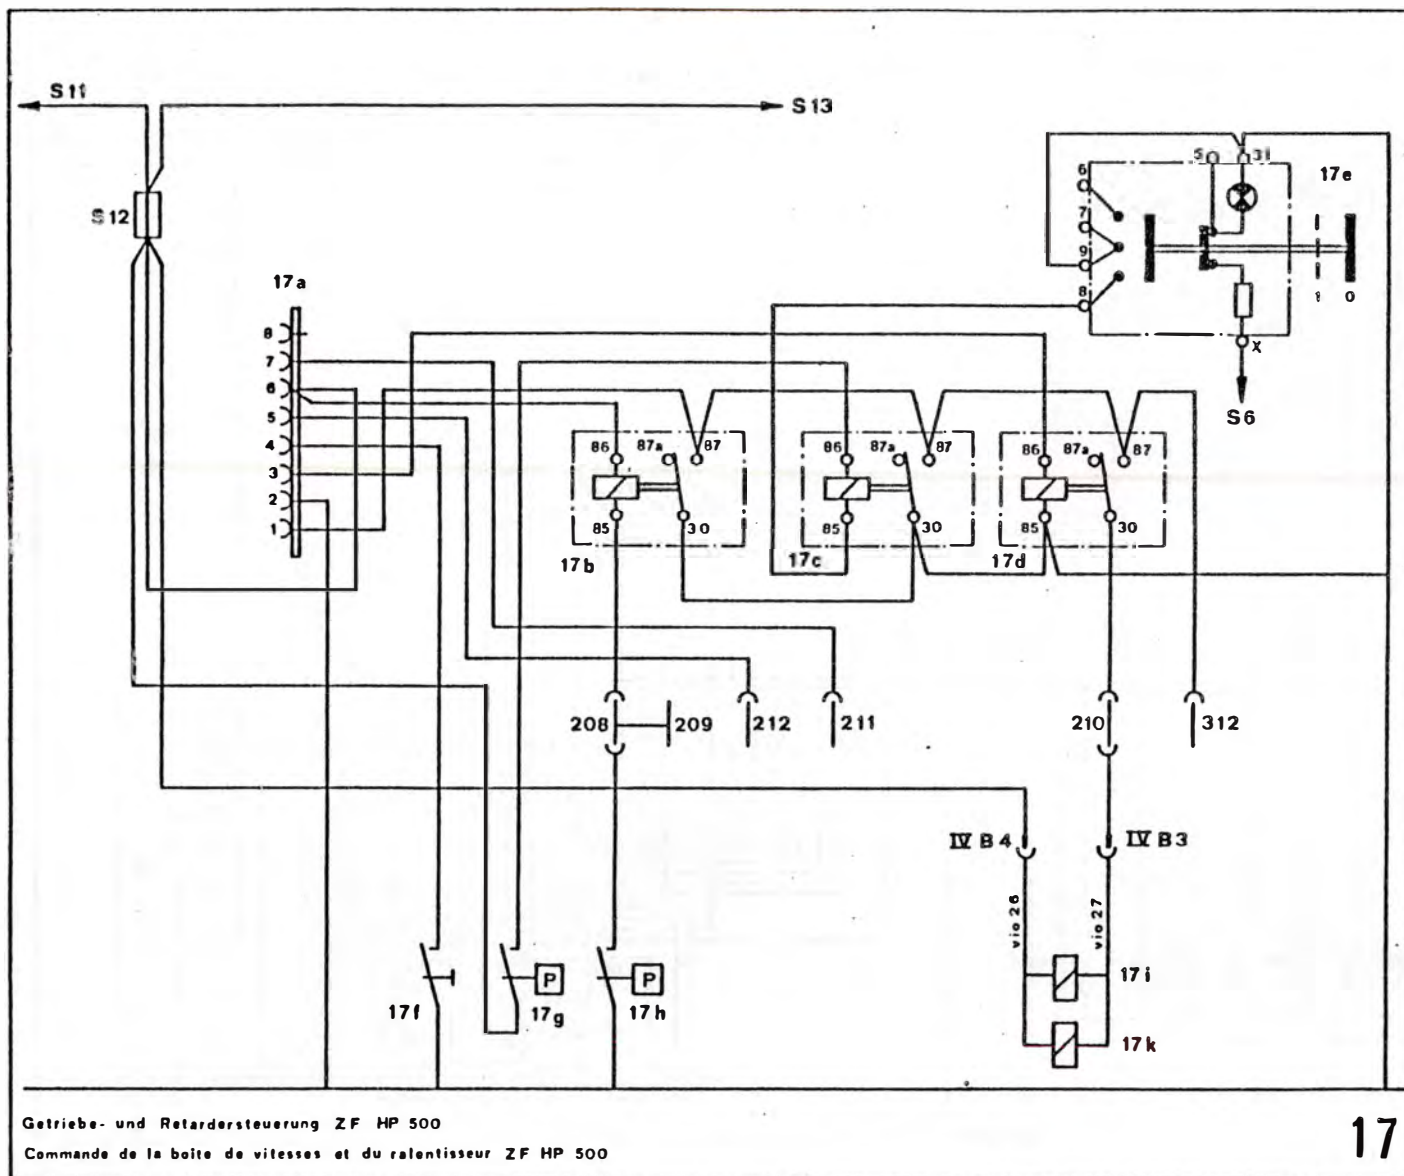 S11
S13
5 31
17e
6
S12
7
9
17a
8
1 0
8
X
7
6
S6
5
4
86 87a 87
86 87a 87
86 87a 87
3
2
1
85 30
85 30
85 30
17b
17c
17d
208 209 212 211
210 312
IV B4
IV B3
vio 26
vio 27
P
P
17i
17f
17g
17h
17k
Getriebe- und Retardersteuerung ZF HP 500
Commande de la boîte de vitesses et du ralentisseur ZF HP 500
17